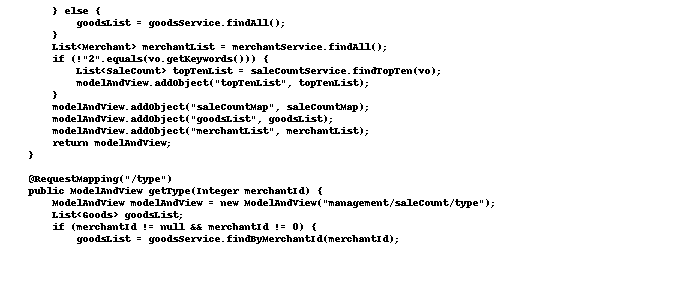 } else {
goodsList = goodsService.findAll();
}
List<Merchant> merchantList = merchantService.findAll();
if (!"2".equals(vo.getKeywords())) {
List<SaleCount> topTenList = saleCountService.findTopTen(vo);
modelAndView.addObject("topTenList", topTenList);
}
modelAndView.addObject("saleCountMap", saleCountMap);
modelAndView.addObject("goodsList", goodsList);
modelAndView.addObject("merchantList", merchantList);
return modelAndView;
}
@RequestMapping("/type")
public ModelAndView getType(Integer merchantId) {
ModelAndView modelAndView = new ModelAndView("management/saleCount/type");
List<Goods> goodsList;
if (merchantId != null && merchantId != 0) {
goodsList = goodsService.findByMerchantId(merchantId);